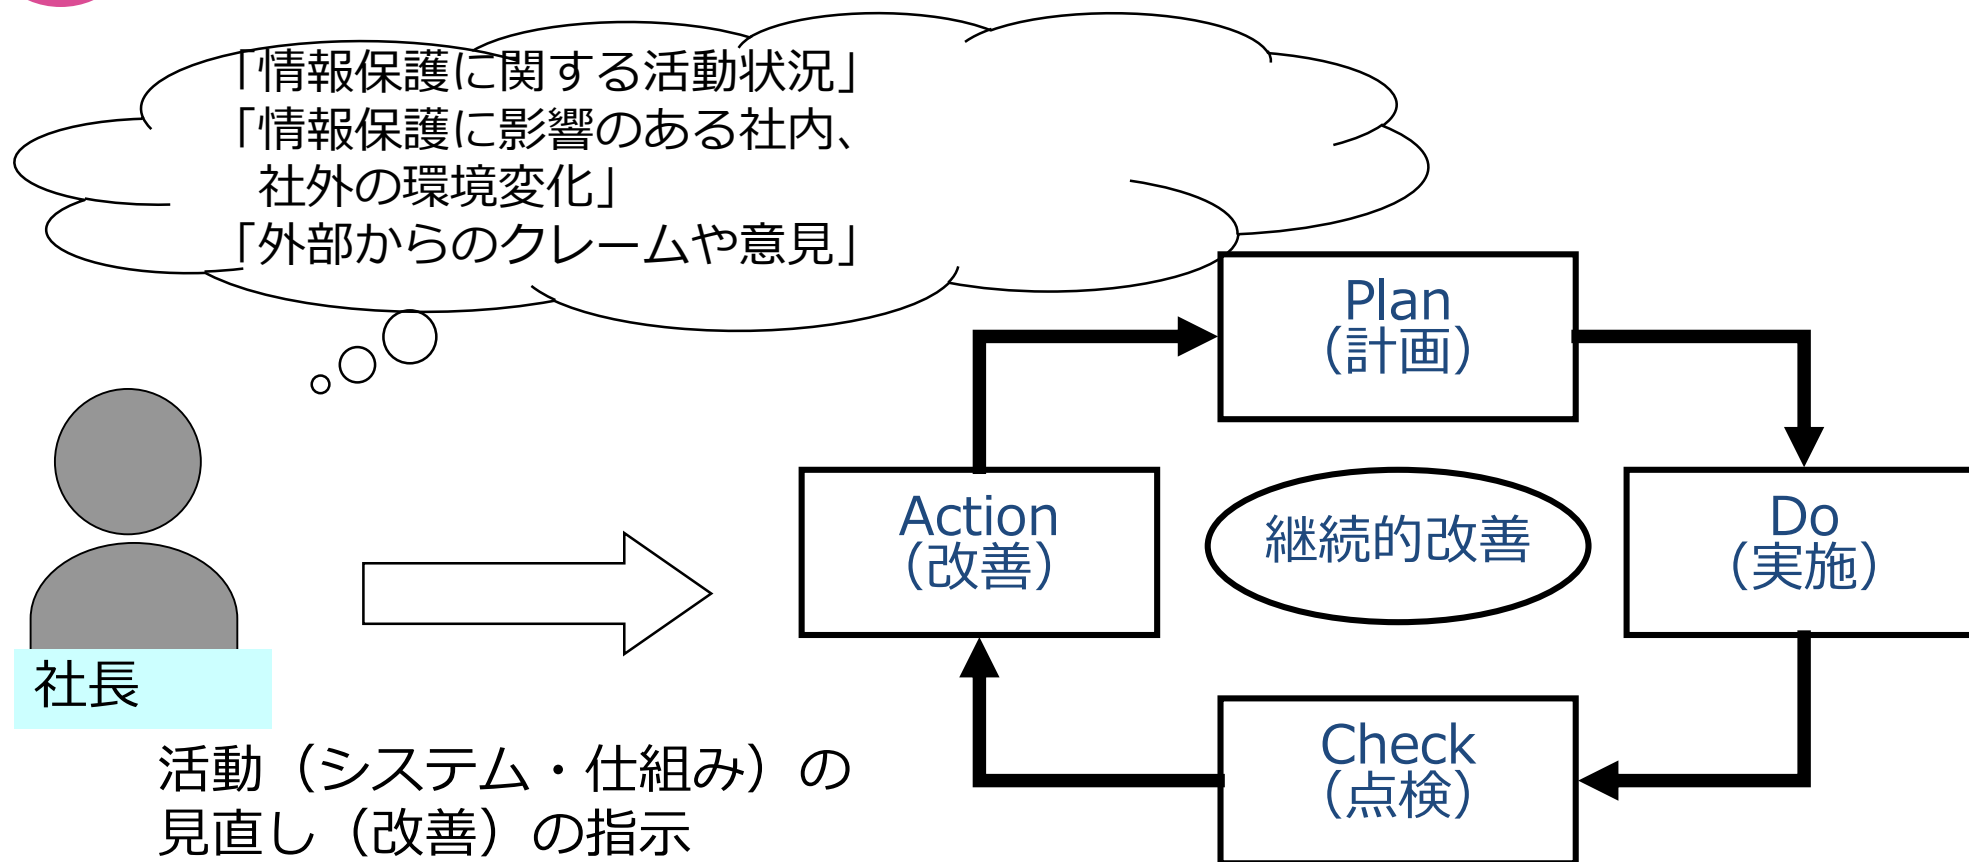 「情報保護に関する活動状況」
「情報保護に影響のある社内、
社外の環境変化」
「外部からのクレームや意見」
Plan
（計画）
Action
（改善）
継続的改善
Do
（実施）
社長
Check
（点検）
活動（システム・仕組み）の
見直し（改善）の指示